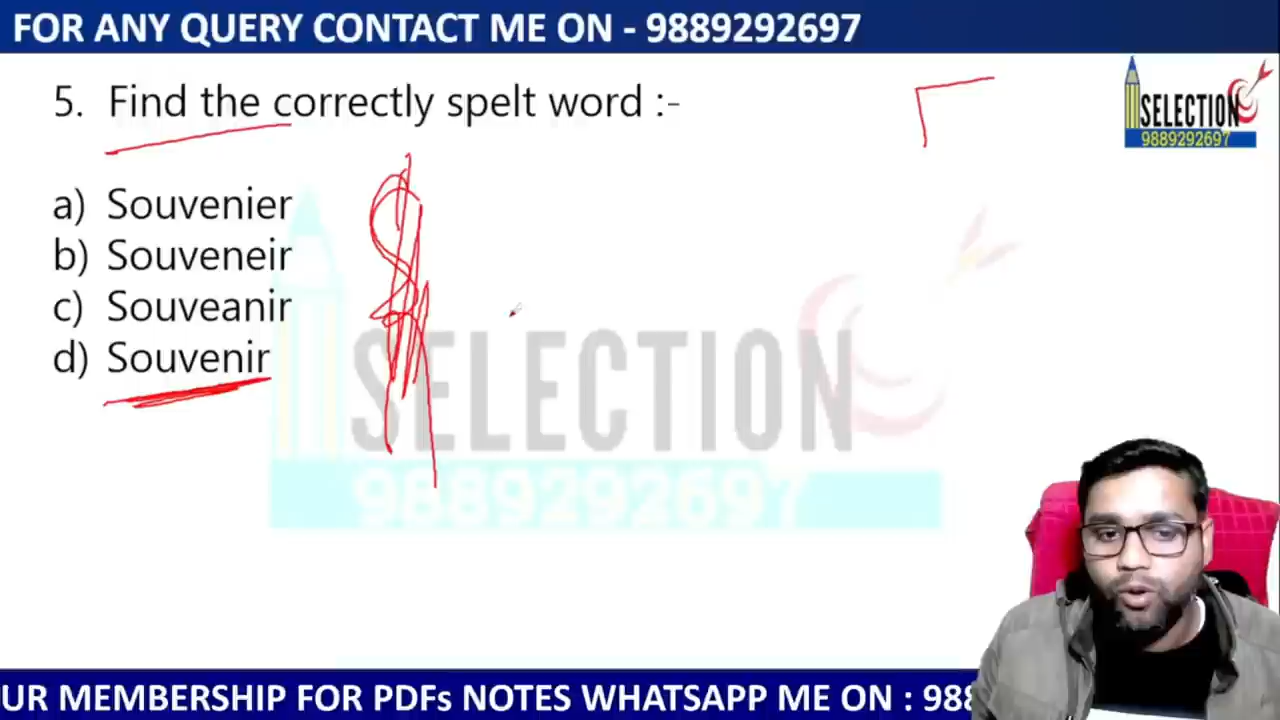 FOR ANY QUERY CONTACT ME ON - 9889292697
5. Find the correctly spelt word :-
SELECTION
9889292697
a) Souvenier
b) Souveneir
c) Souveanir
d) Souvenir
SELECTION
9889292697
UR MEMBERSHIP FOR PDFs NOTES WHATSAPP ME ON : 988